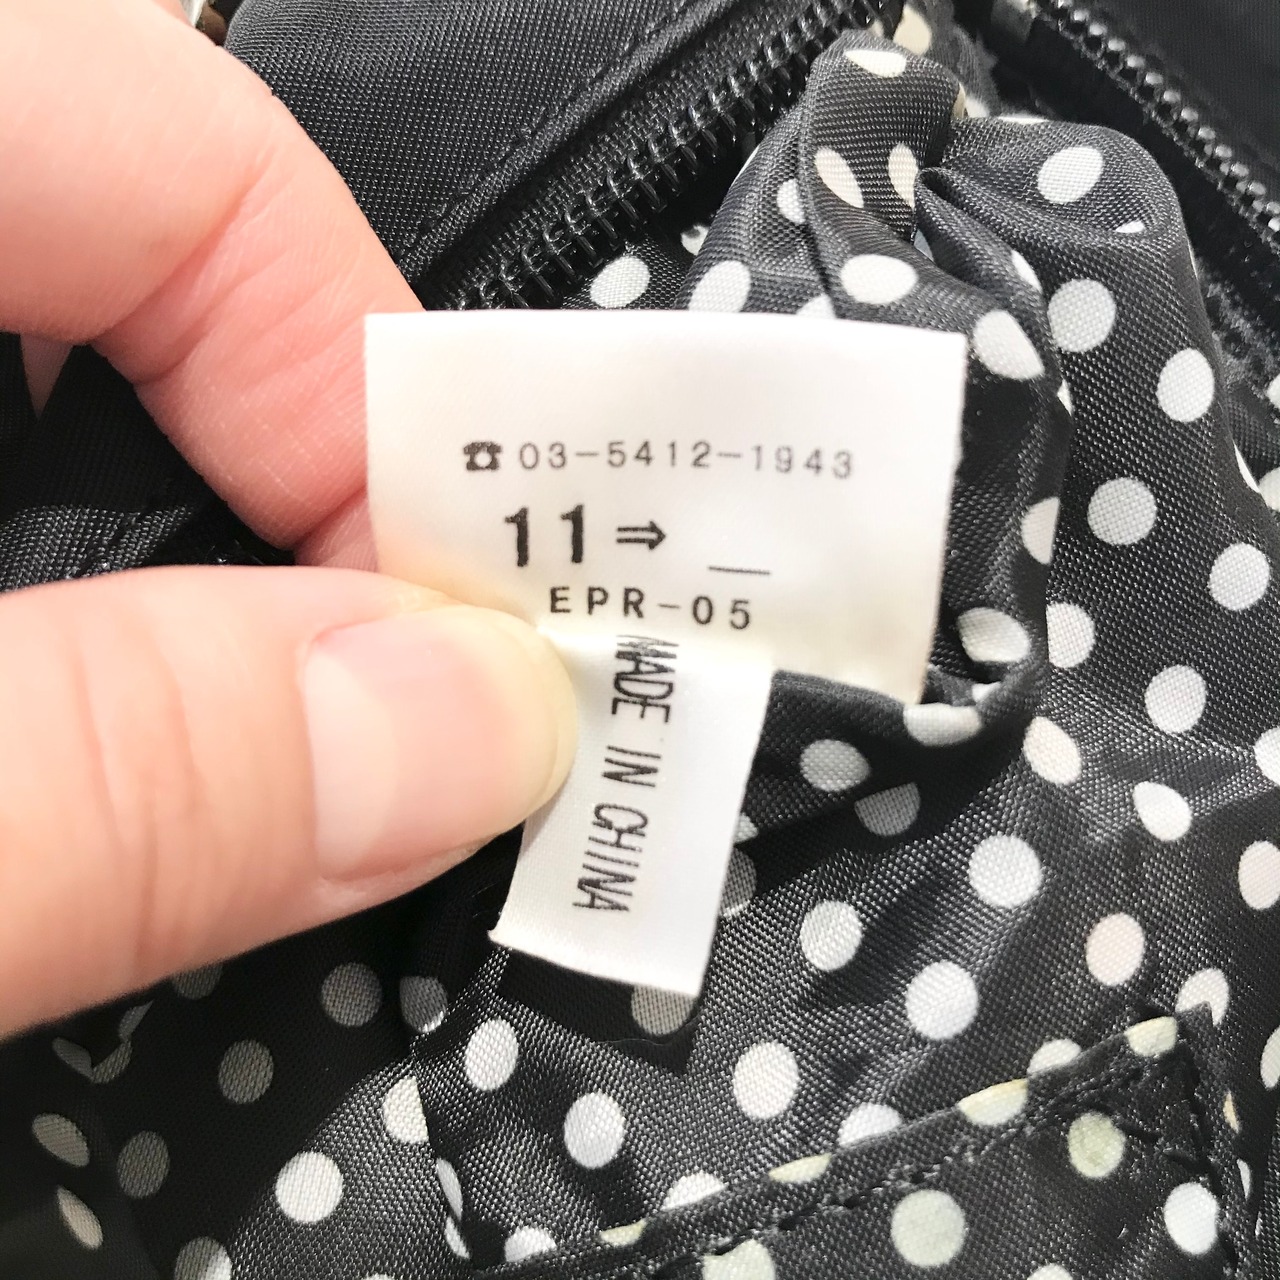 ☎03-5412-1943
11⇒_
EPR-05
MADE IN CHINA